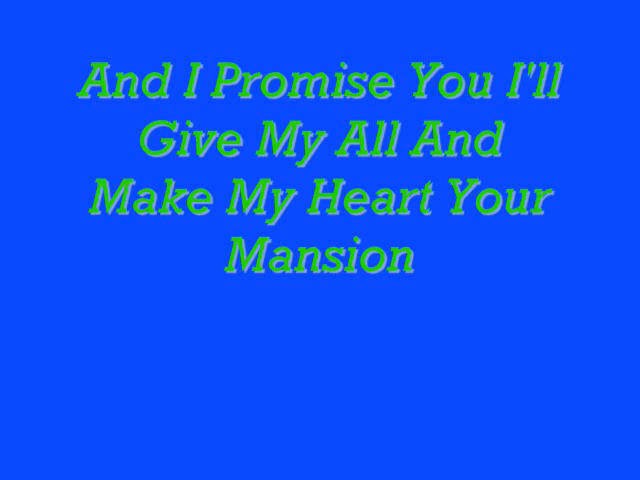 And I Promise You I'll
Give My All And
Make My Heart Your
Mansion